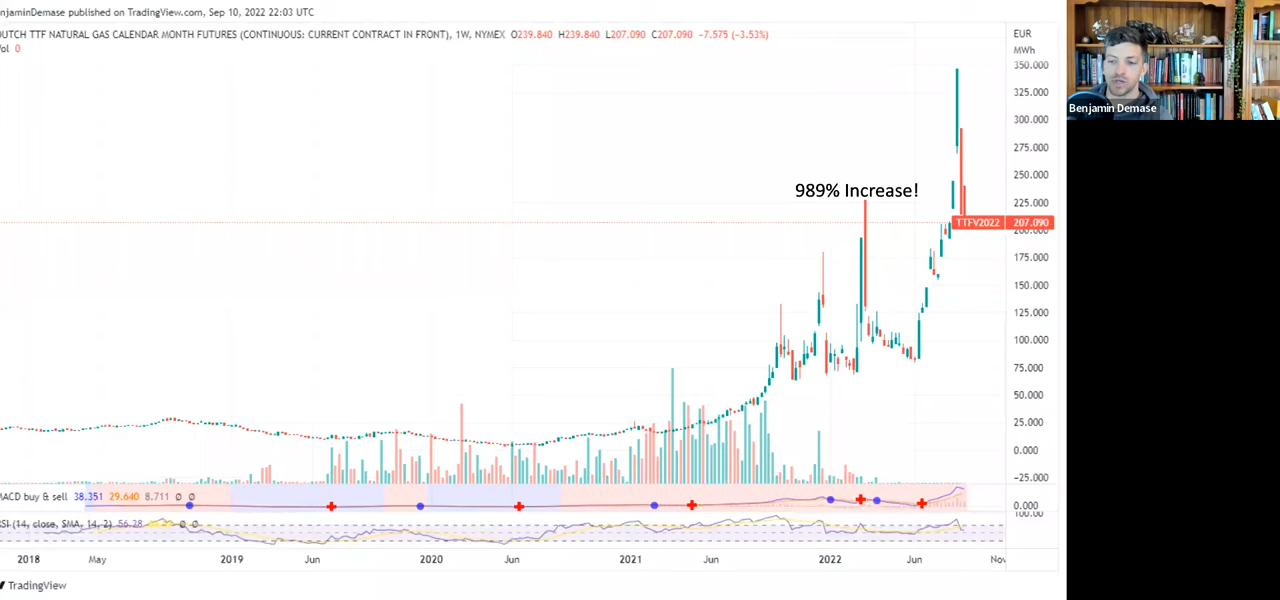 njaminDemase published on TradingView.com, Sep 10, 2022 22:03 UTC
DUTCH TTF NATURAL GAS CALENDAR MONTH FUTURES (CONTINUOUS: CURRENT CONTRACT IN FRONT), 1W, NYMEX O239.840 H239.840 L207.090 C207.090 -7.575 (-3.53%)
Vol 0
EUR
MWh
350.000
325.000
300.000
275.000
250.000
225.000
200.000
175.000
150.000
125.000
100.000
75.000
50.000
25.000
0.000
-25.000
989% Increase!
TTFV2022 207.090
MACD buy & sell 38.351 29.640 8.711 Ø Ø
0.000
100.00
RSI (14, close, SMA, 14, 2) 56.28 Ø Ø
2018 May 2019 Jun 2020 Jun 2021 Jun 2022 Jun Nov
TradingView
Benjamin Demase